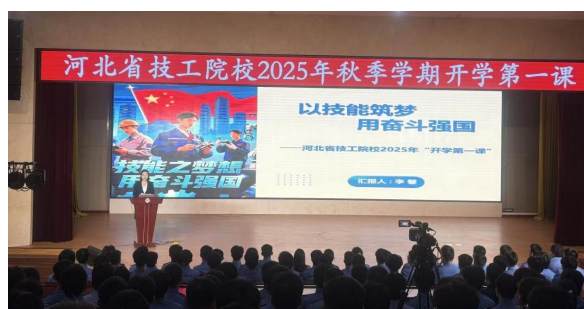 河北省技工院校2025年秋季学期开学第一课
以技能筑梦
用奋斗强国
——河北省技工院校2025年“开学第一课”
汇报人：李馨
技能之梦想
用奋斗强国